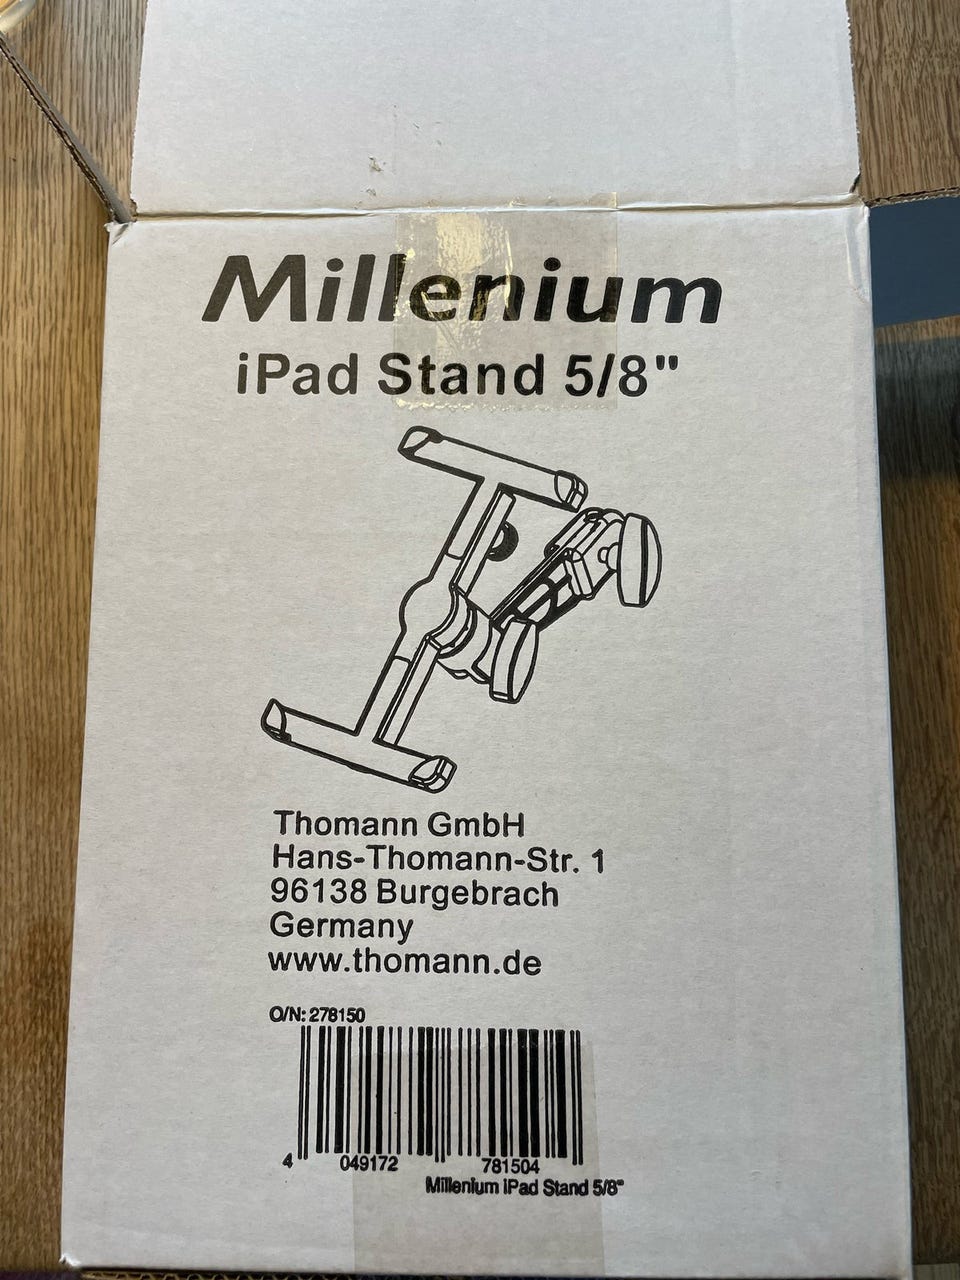 Millenium
iPad Stand 5/8"
Thomann GmbH
Hans-Thomann-Str. 1
96138 Burgebrach
Germany
www.thomann.de
O/N: 278150
4 049172 781504
Millenium iPad Stand 5/8"